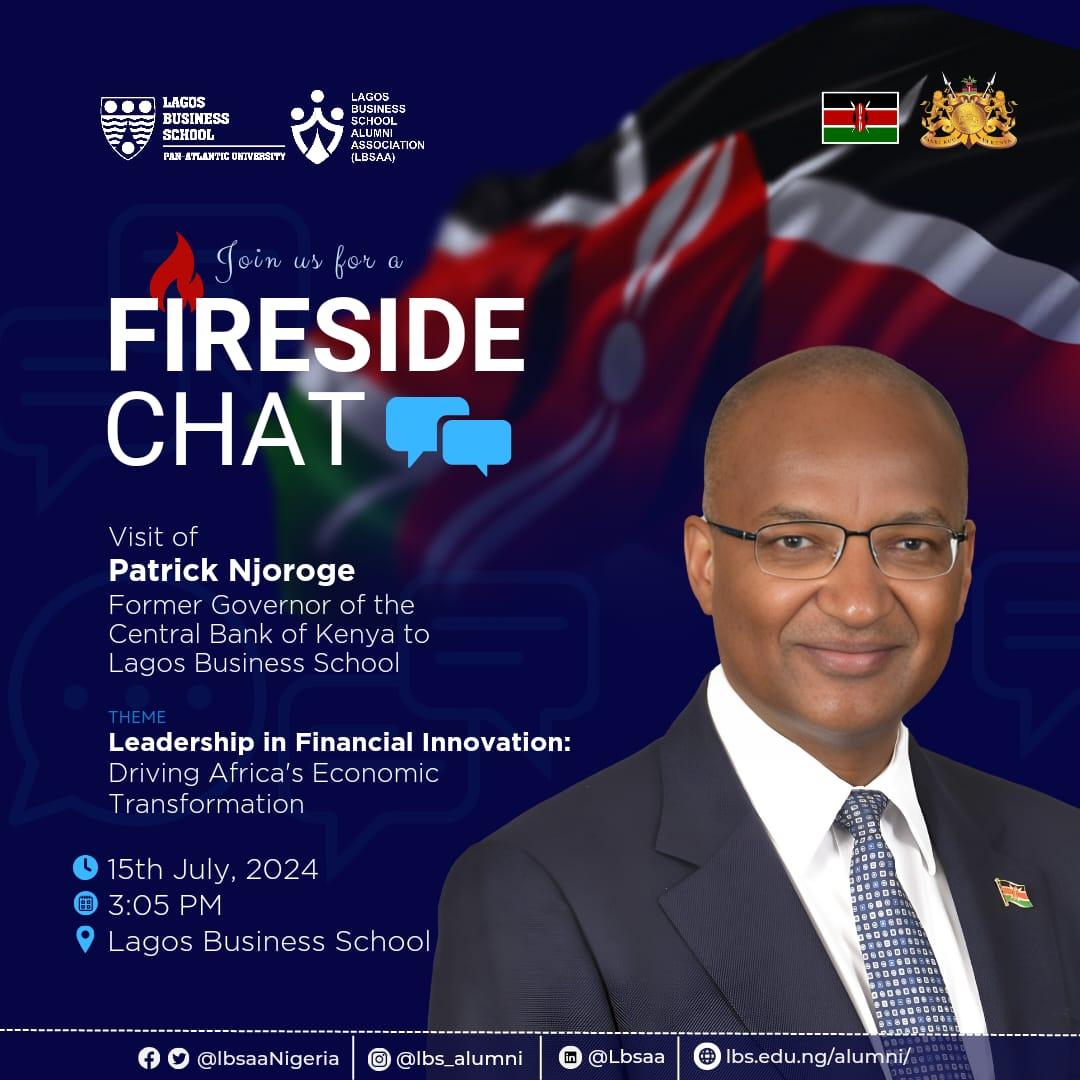 LAGOS
BUSINESS
SCHOOL
PAN-ATLANTIC UNIVERSITY
LAGOS
BUSINESS
SCHOOL
ALUMNI
ASSOCIATION
(LBSAA)
Join us for a
FIRESIDE
CHAT
Visit of
Patrick Njoroge
Former Governor of the
Central Bank of Kenya to
Lagos Business School
THEME
Leadership in Financial Innovation:
Driving Africa's Economic
Transformation
15th July, 2024
3:05 PM
Lagos Business School
@lbsaaNigeria
@lbs_alumni
@Lbsaa
lbs.edu.ng/alumni/